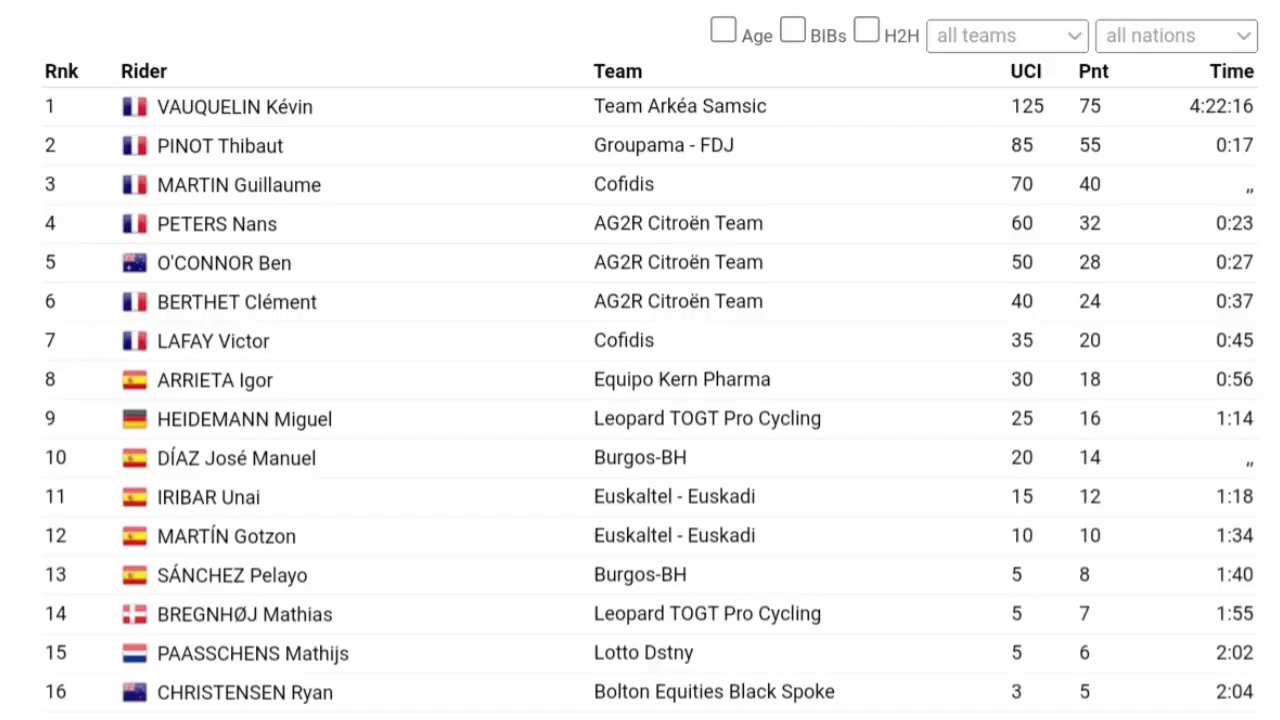 Age BIBs H2H all teams all nations
Rnk Rider Team UCI Pnt Time
1 VAUQUELIN Kévin Team Arkéa Samsic 125 75 4:22:16
2 PINOT Thibaut Groupama - FDJ 85 55 0:17
3 MARTIN Guillaume Cofidis 70 40 ,,
4 PETERS Nans AG2R Citroën Team 60 32 0:23
5 O'CONNOR Ben AG2R Citroën Team 50 28 0:27
6 BERTHET Clément AG2R Citroën Team 40 24 0:37
7 LAFAY Victor Cofidis 35 20 0:45
8 ARRIETA Igor Equipo Kern Pharma 30 18 0:56
9 HEIDEMANN Miguel Leopard TOGT Pro Cycling 25 16 1:14
10 DÍAZ José Manuel Burgos-BH 20 14 ,,
11 IRIBAR Unai Euskaltel - Euskadi 15 12 1:18
12 MARTÍN Gotzon Euskaltel - Euskadi 10 10 1:34
13 SÁNCHEZ Pelayo Burgos-BH 5 8 1:40
14 BREGNHØJ Mathias Leopard TOGT Pro Cycling 5 7 1:55
15 PAASSCHENS Mathijs Lotto Dstny 5 6 2:02
16 CHRISTENSEN Ryan Bolton Equities Black Spoke 3 5 2:04